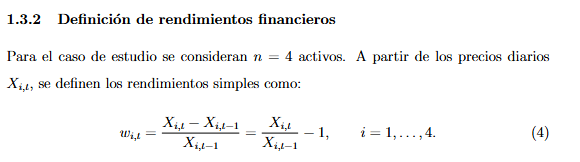 1.3.2 Definición de rendimientos financieros
Para el caso de estudio se consideran n = 4 activos. A partir de los precios diarios
X_{i,t}, se definen los rendimientos simples como:
w_{i,t} = \frac{X_{i,t} - X_{i,t-1}}{X_{i,t-1}} = \frac{X_{i,t}}{X_{i,t-1}} - 1, i = 1, . . . , 4. (4)